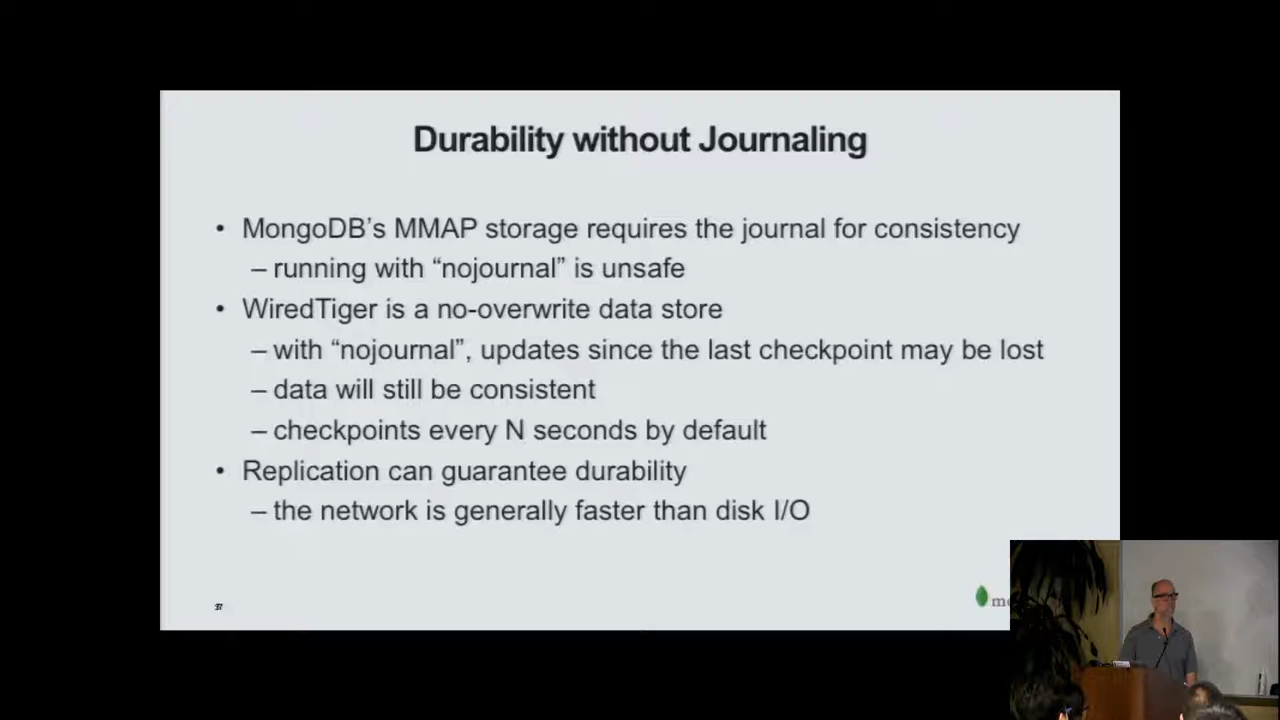 Durability without Journaling
• MongoDB’s MMAP storage requires the journal for consistency
– running with “nojournal” is unsafe
• WiredTiger is a no-overwrite data store
– with “nojournal”, updates since the last checkpoint may be lost
– data will still be consistent
– checkpoints every N seconds by default
• Replication can guarantee durability
– the network is generally faster than disk I/O
37